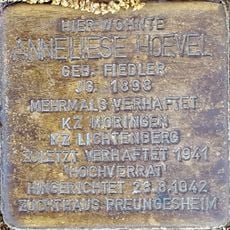 HIER WOHNTE
ANNELIESE HOEVEL
GEB. FIEDLER
JG. 1898
MEHRMALS VERHAFTET
KZ MORINGEN
KZ LICHTENBERG
ZULETZT VERHAFTET 1941
HOCHVERRAT
HINGERICHTET 28.8.1942
ZUCHTHAUS PREUNGESHEIM